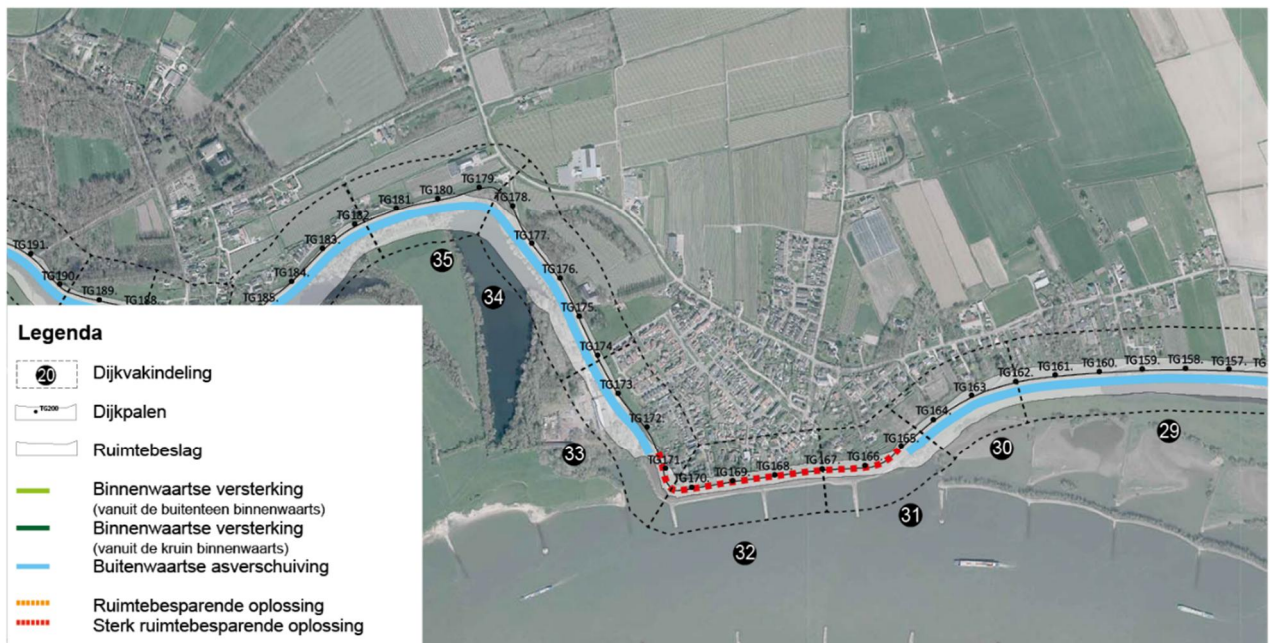 TG179.
TG180.
TG178.
TG181
TG182
TG177.
TG183.
TG191.
TG176.
35
TG184.
TG190.
TG189.
34
TG188
TG185.
TG175.
TG174.
TG162.
TG161.
TG160.
TG159.
TG158.
TG157.
TG
TG163
TG173.
TG164.
TG172.
29
TG165.
30
33
TG171.
TG170.
TG169.
TG168
TG167
TG166.
31
32
Legenda
20
Dijkvakindeling
TG200
Dijkpalen
Ruimtebeslag
Binnenwaartse versterking
(vanuit de buitenteen binnenwaarts)
Binnenwaartse versterking
(vanuit de kruin binnenwaarts)
Buitenwaartse asverschuiving
Ruimtebesparende oplossing
Sterk ruimtebesparende oplossing